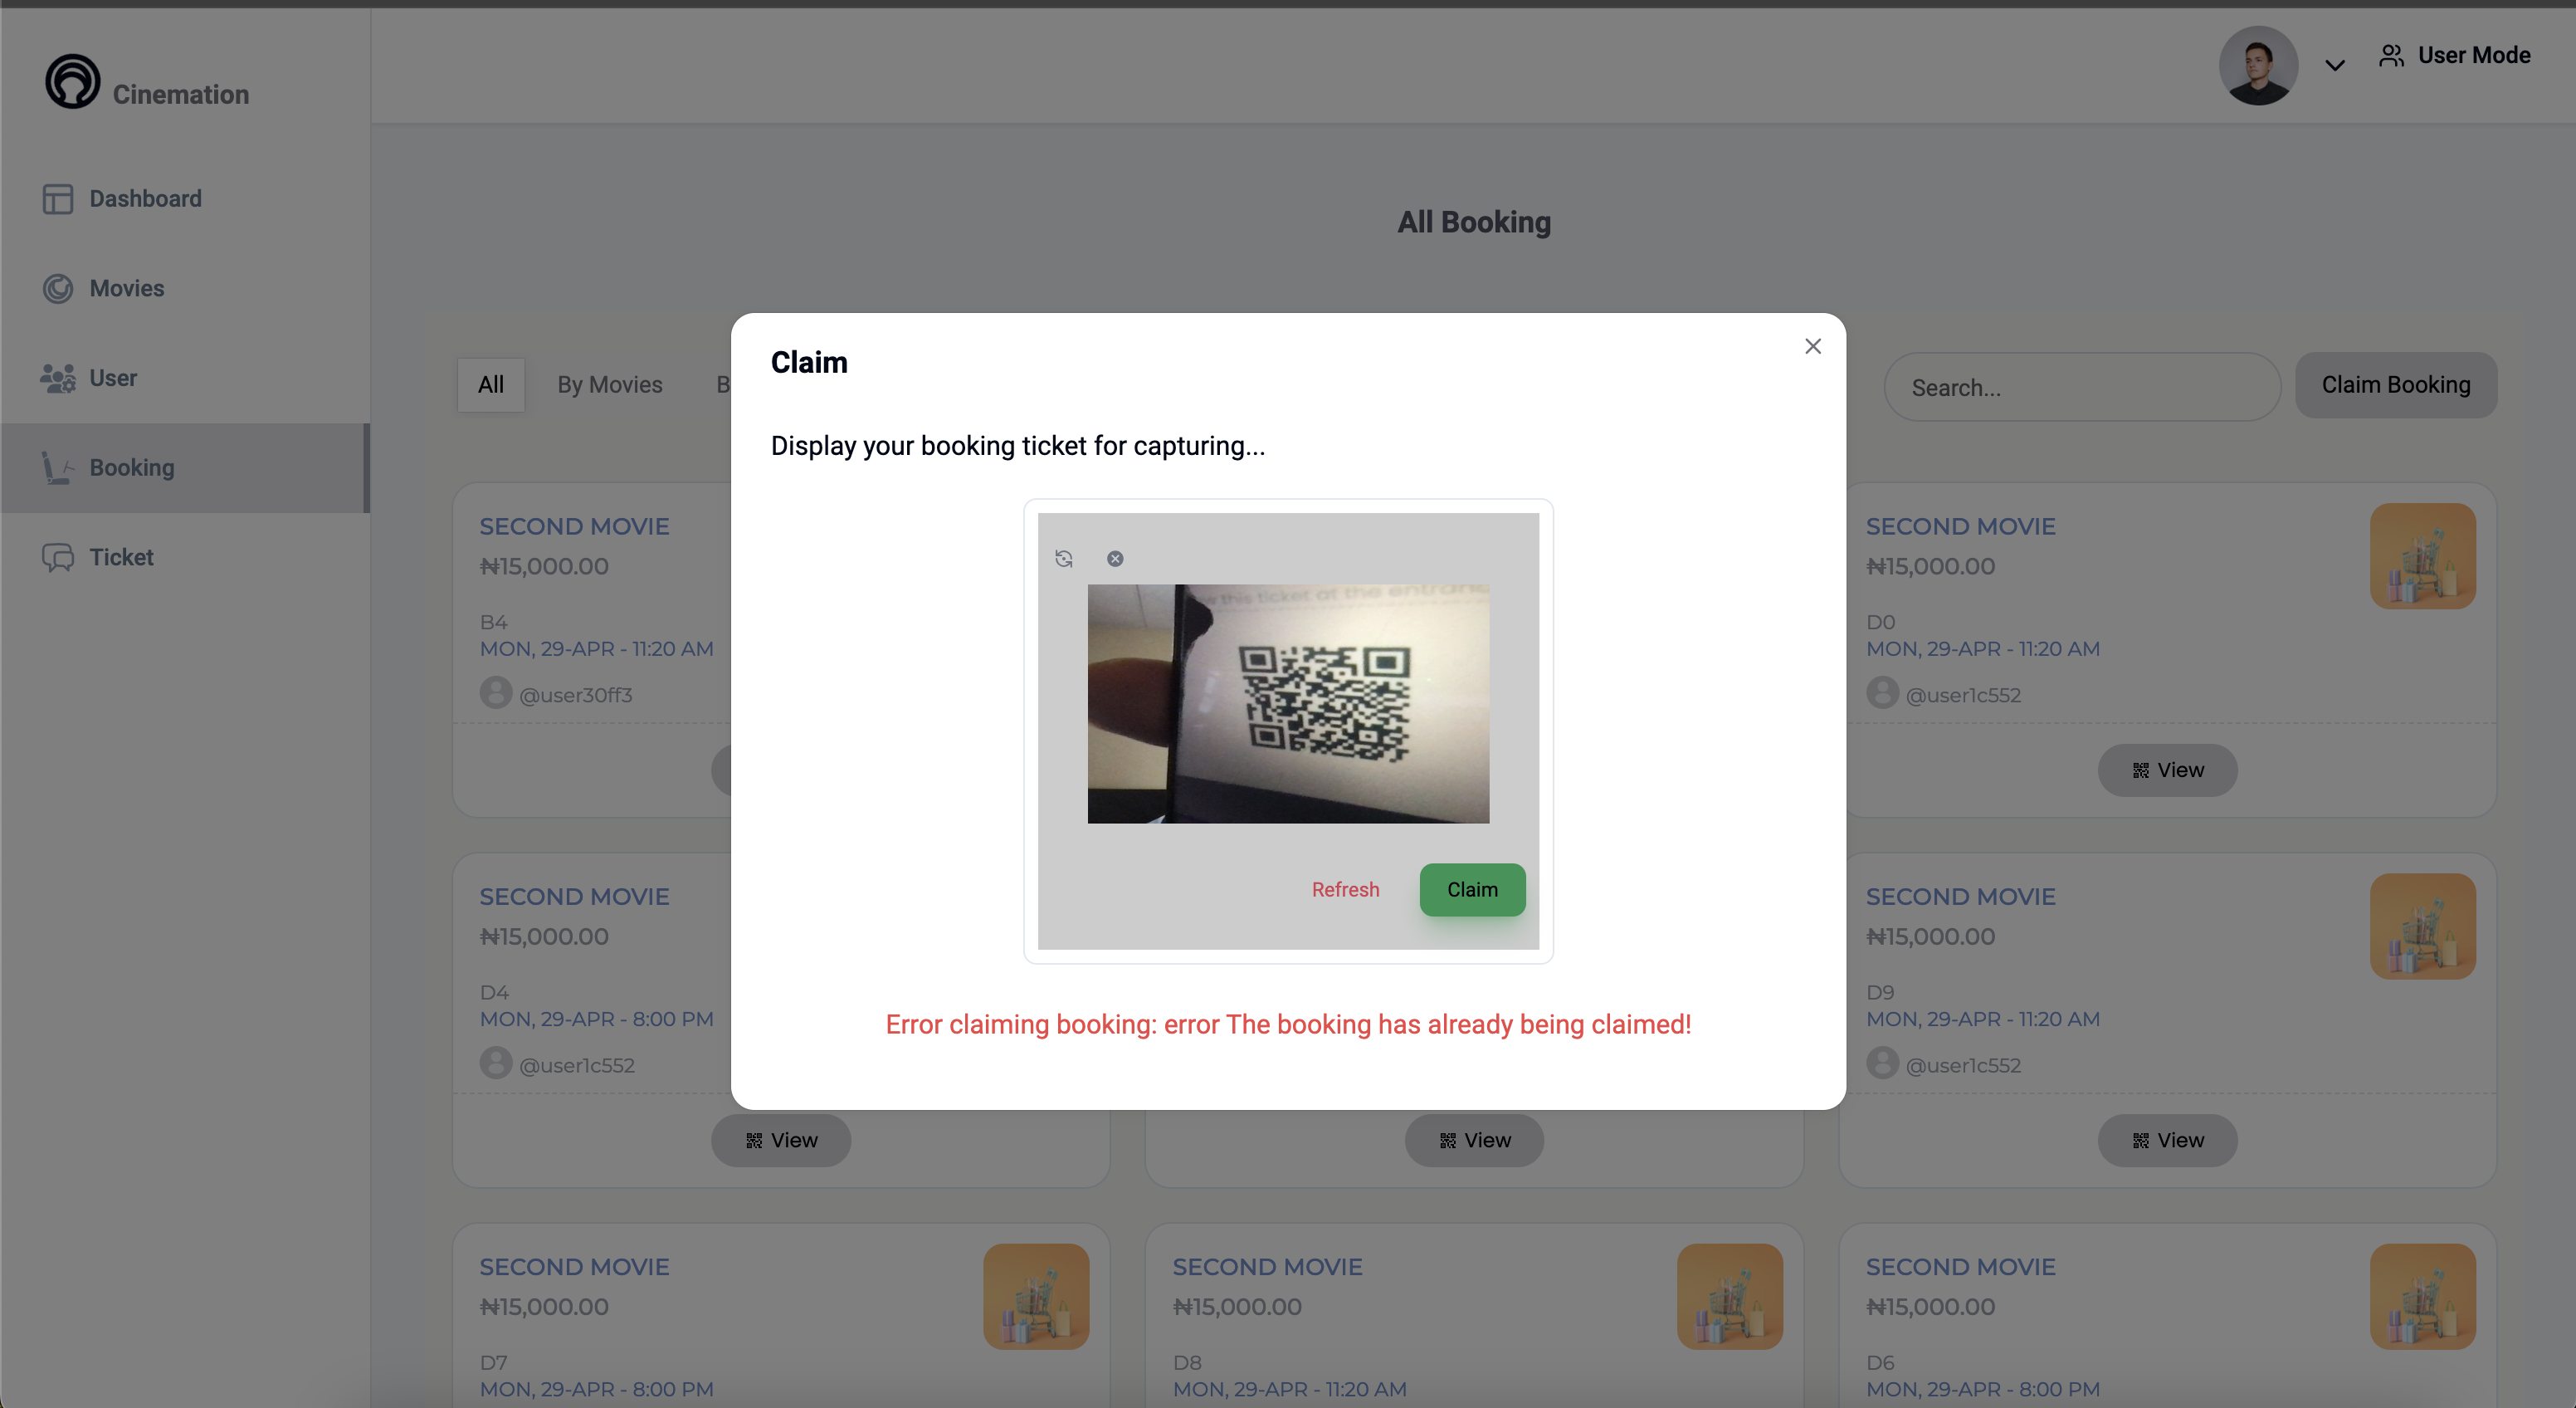 Cinemation
User Mode
Dashboard
Movies
User
Booking
Ticket
All Booking
All
By Movies
B
Search...
Claim Booking
Claim
Display your booking ticket for capturing...
this ticket at the entranc
Refresh
Claim
Error claiming booking: error The booking has already being claimed!
SECOND MOVIE
₦15,000.00
B4
MON, 29-APR - 11:20 AM
@user30ff3
SECOND MOVIE
₦15,000.00
D0
MON, 29-APR - 11:20 AM
@user1c552
View
SECOND MOVIE
₦15,000.00
D4
MON, 29-APR - 8:00 PM
@user1c552
View
View
SECOND MOVIE
₦15,000.00
D9
MON, 29-APR - 11:20 AM
@user1c552
View
SECOND MOVIE
₦15,000.00
D7
MON, 29-APR - 8:00 PM
SECOND MOVIE
₦15,000.00
D8
MON, 29-APR - 11:20 AM
SECOND MOVIE
₦15,000.00
D6
MON, 29-APR - 8:00 PM